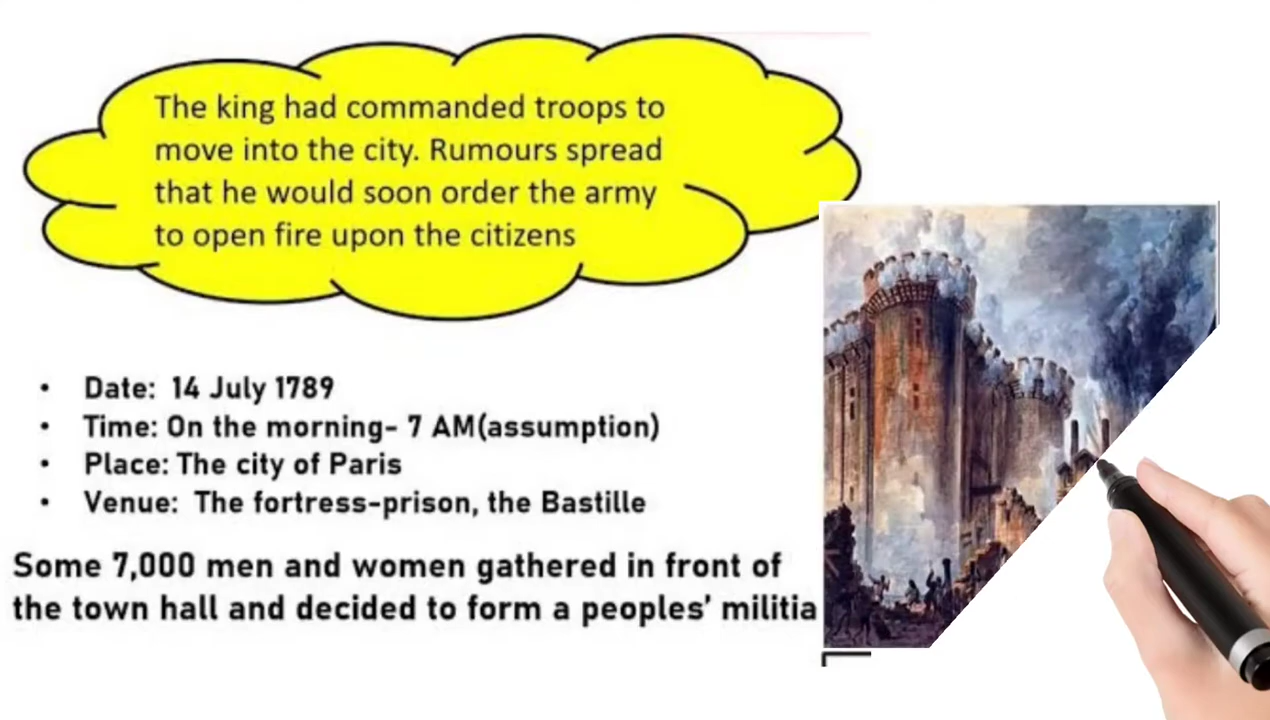 The king had commanded troops to
move into the city. Rumours spread
that he would soon order the army
to open fire upon the citizens
• Date: 14 July 1789
• Time: On the morning- 7 AM(assumption)
• Place: The city of Paris
• Venue: The fortress-prison, the Bastille
Some 7,000 men and women gathered in front of
the town hall and decided to form a peoples' militia